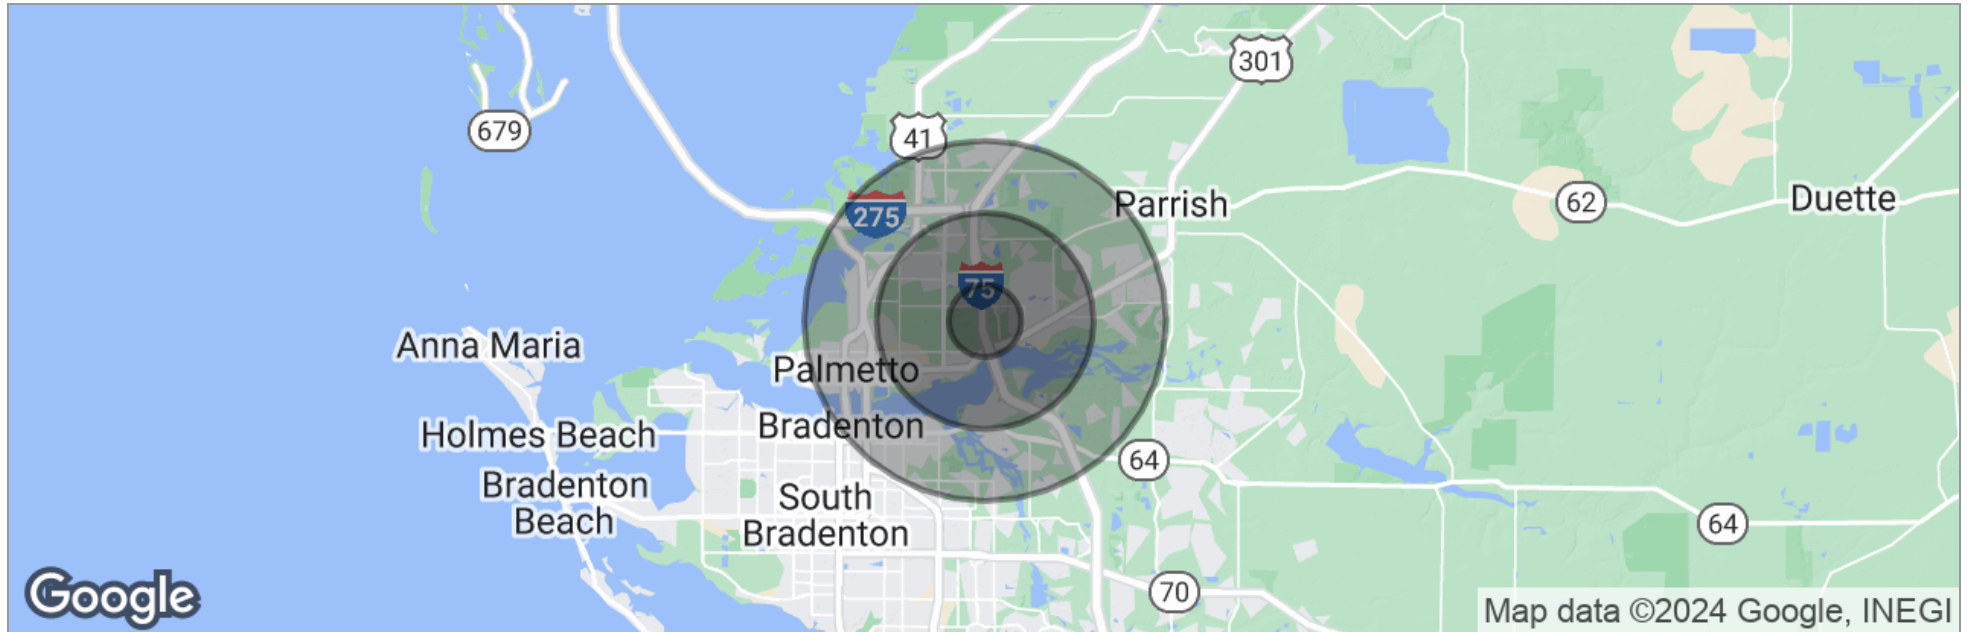 301
679
41
Parrish
62
Duette
275
75
Anna Maria
Palmetto
Holmes Beach
Bradenton
64
Bradenton
Beach
South
Bradenton
64
70
Google
Map data ©2024 Google, INEGI